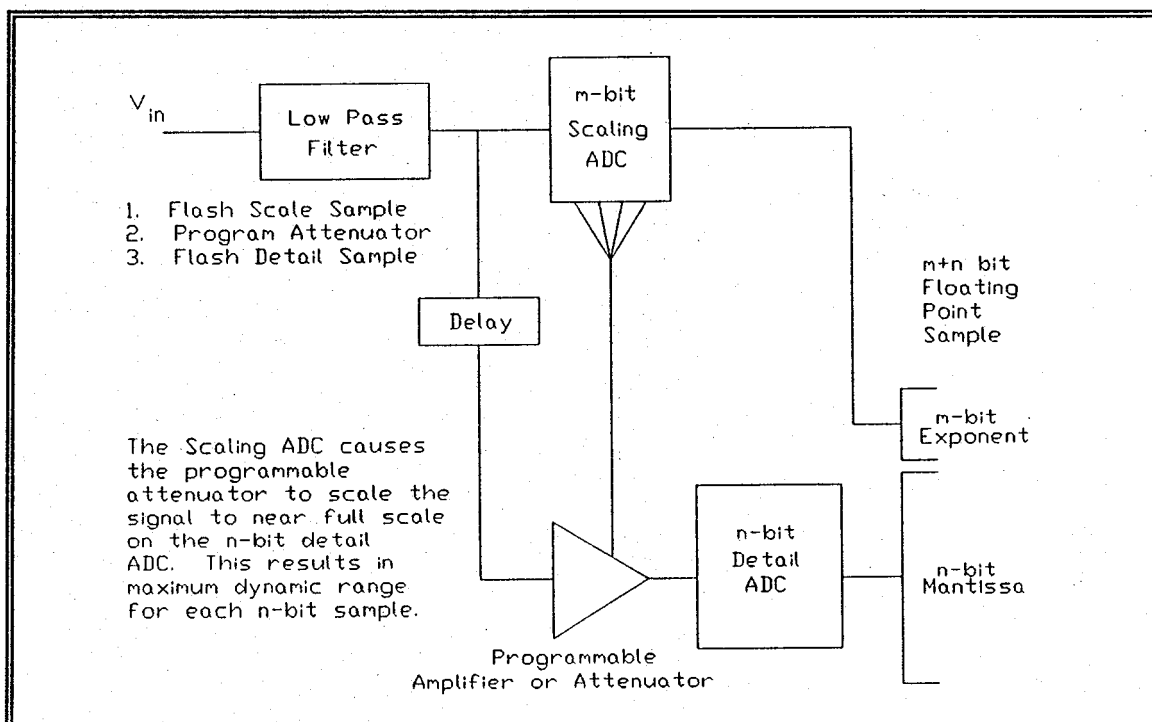 V in
Low Pass
Filter
m-bit
Scaling
ADC
1. Flash Scale Sample
2. Program Attenuator
3. Flash Detail Sample
Delay
m+n bit
Floating
Point
Sample
m-bit
Exponent
The Scaling ADC causes
the programmable
attenuator to scale the
signal to near full scale
on the n-bit detail
ADC. This results in
maximum dynamic range
for each n-bit sample.
n-bit
Detail
ADC
n-bit
Mantissa
Programmable
Amplifier or Attenuator